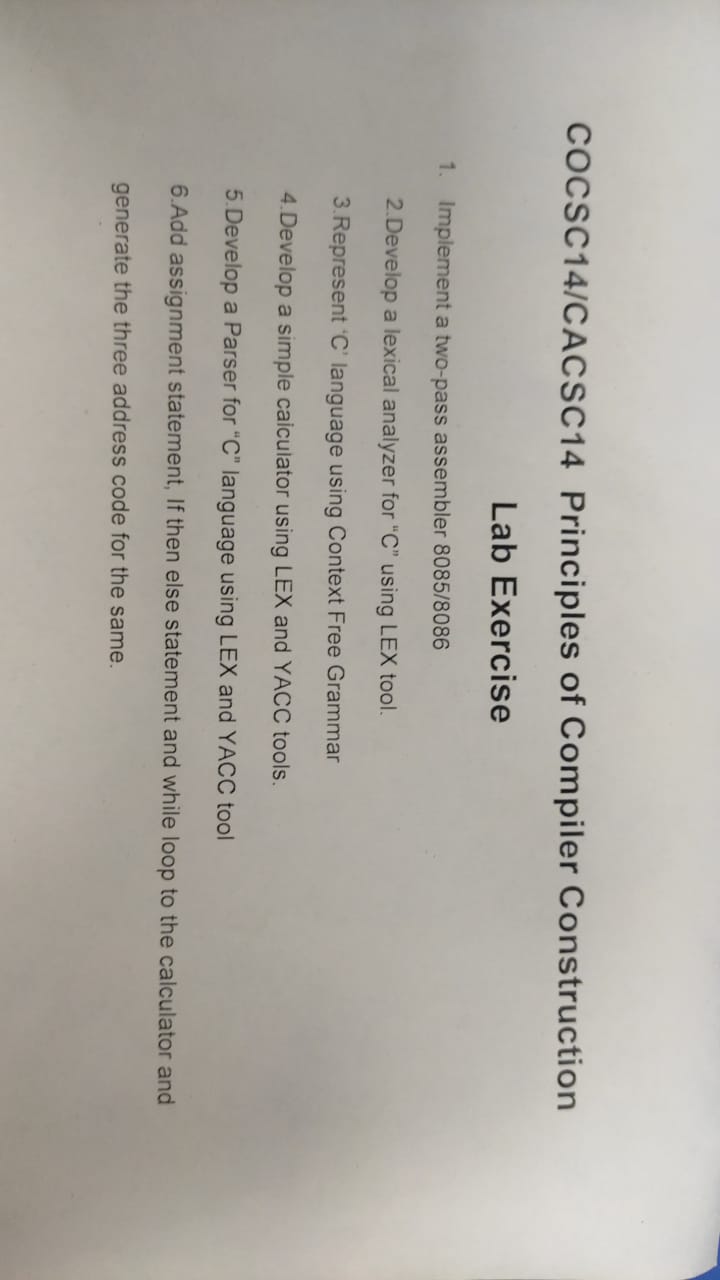 COCSC14/CACSC14 Principles of Compiler Construction
Lab Exercise
1. Implement a two-pass assembler 8085/8086
2.Develop a lexical analyzer for “C” using LEX tool.
3.Represent ‘C’ language using Context Free Grammar
4.Develop a simple calculator using LEX and YACC tools.
5.Develop a Parser for “C” language using LEX and YACC tool
6.Add assignment statement, If then else statement and while loop to the calculator and
generate the three address code for the same.